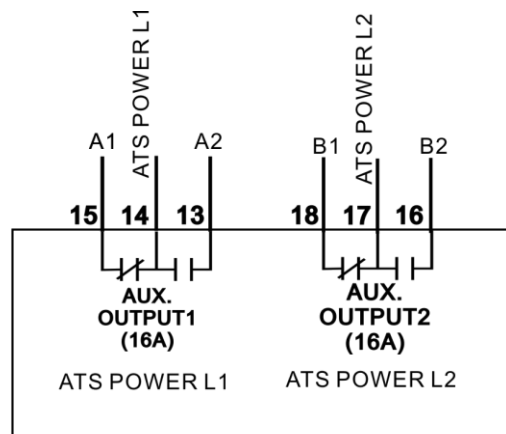 ATS POWER L1
ATS POWER L2
A1 A2 B1 B2
15 14 13 18 17 16
AUX.
OUTPUT1
(16A)
AUX.
OUTPUT2
(16A)
ATS POWER L1
ATS POWER L2